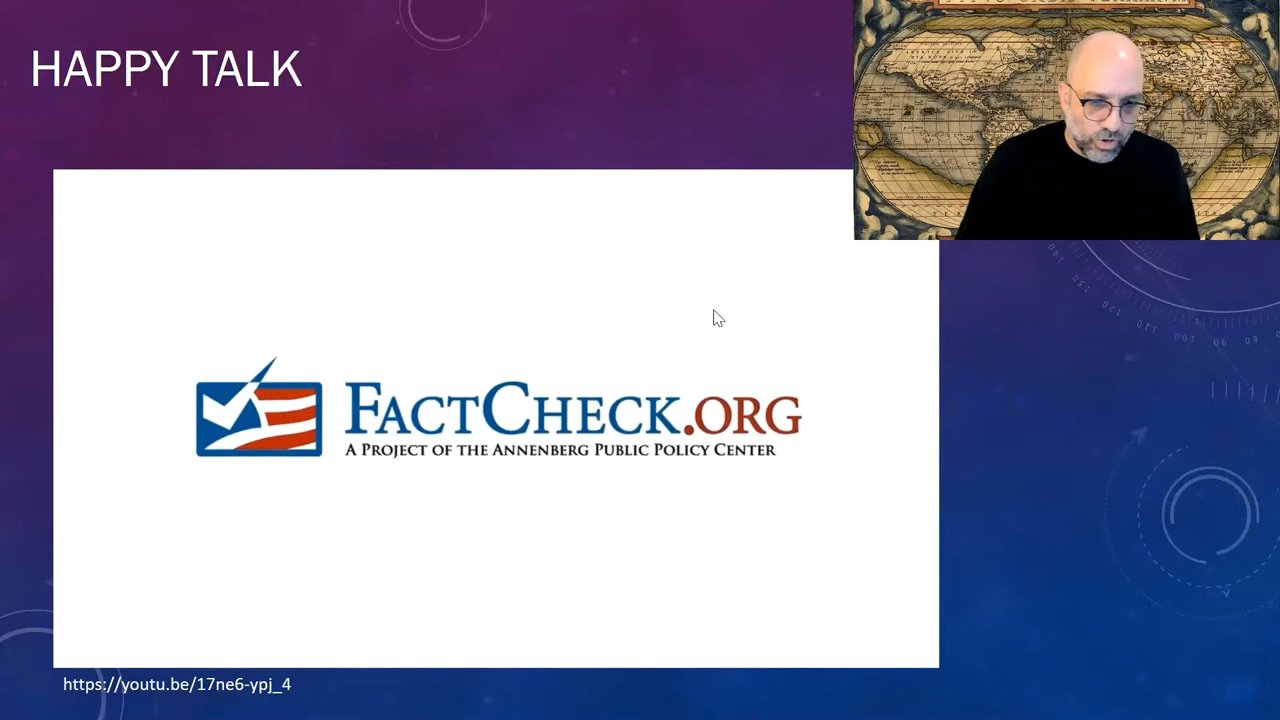 HAPPY TALK
FACTCHECK.ORG
A PROJECT OF THE ANNENBERG PUBLIC POLICY CENTER
https://youtu.be/17ne6-ypj_4